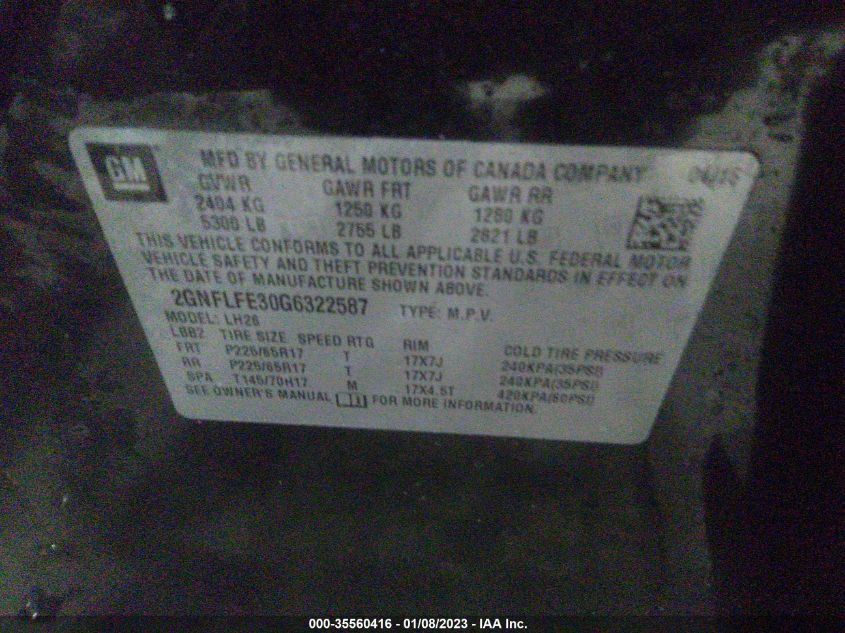 GM
MFD BY GENERAL MOTORS OF CANADA COMPANY
GVWR GAWR FRT GAWR RR
2404 KG 1250 KG 1280 KG
5300 LB 2755 LB 2821 LB
THIS VEHICLE CONFORMS TO ALL APPLICABLE U.S. FEDERAL MOTOR
VEHICLE SAFETY AND THEFT PREVENTION STANDARDS IN EFFECT ON
THE DATE OF MANUFACTURE SHOWN ABOVE.
2GNFLFE30G6322587 TYPE: M.P.V.
MODEL: LH26
TIRE SIZE SPEED RTG RIM COLD TIRE PRESSURE
FRT P225/65R17 T 17X7J 240KPA(35PSI)
RR P225/65R17 T 17X7J 240KPA(35PSI)
SPA T145/70H17 M 17X4.5T 420KPA(60PSI)
SEE OWNER'S MANUAL FOR MORE INFORMATION.
000-35560416 - 01/08/2023 - IAA Inc.